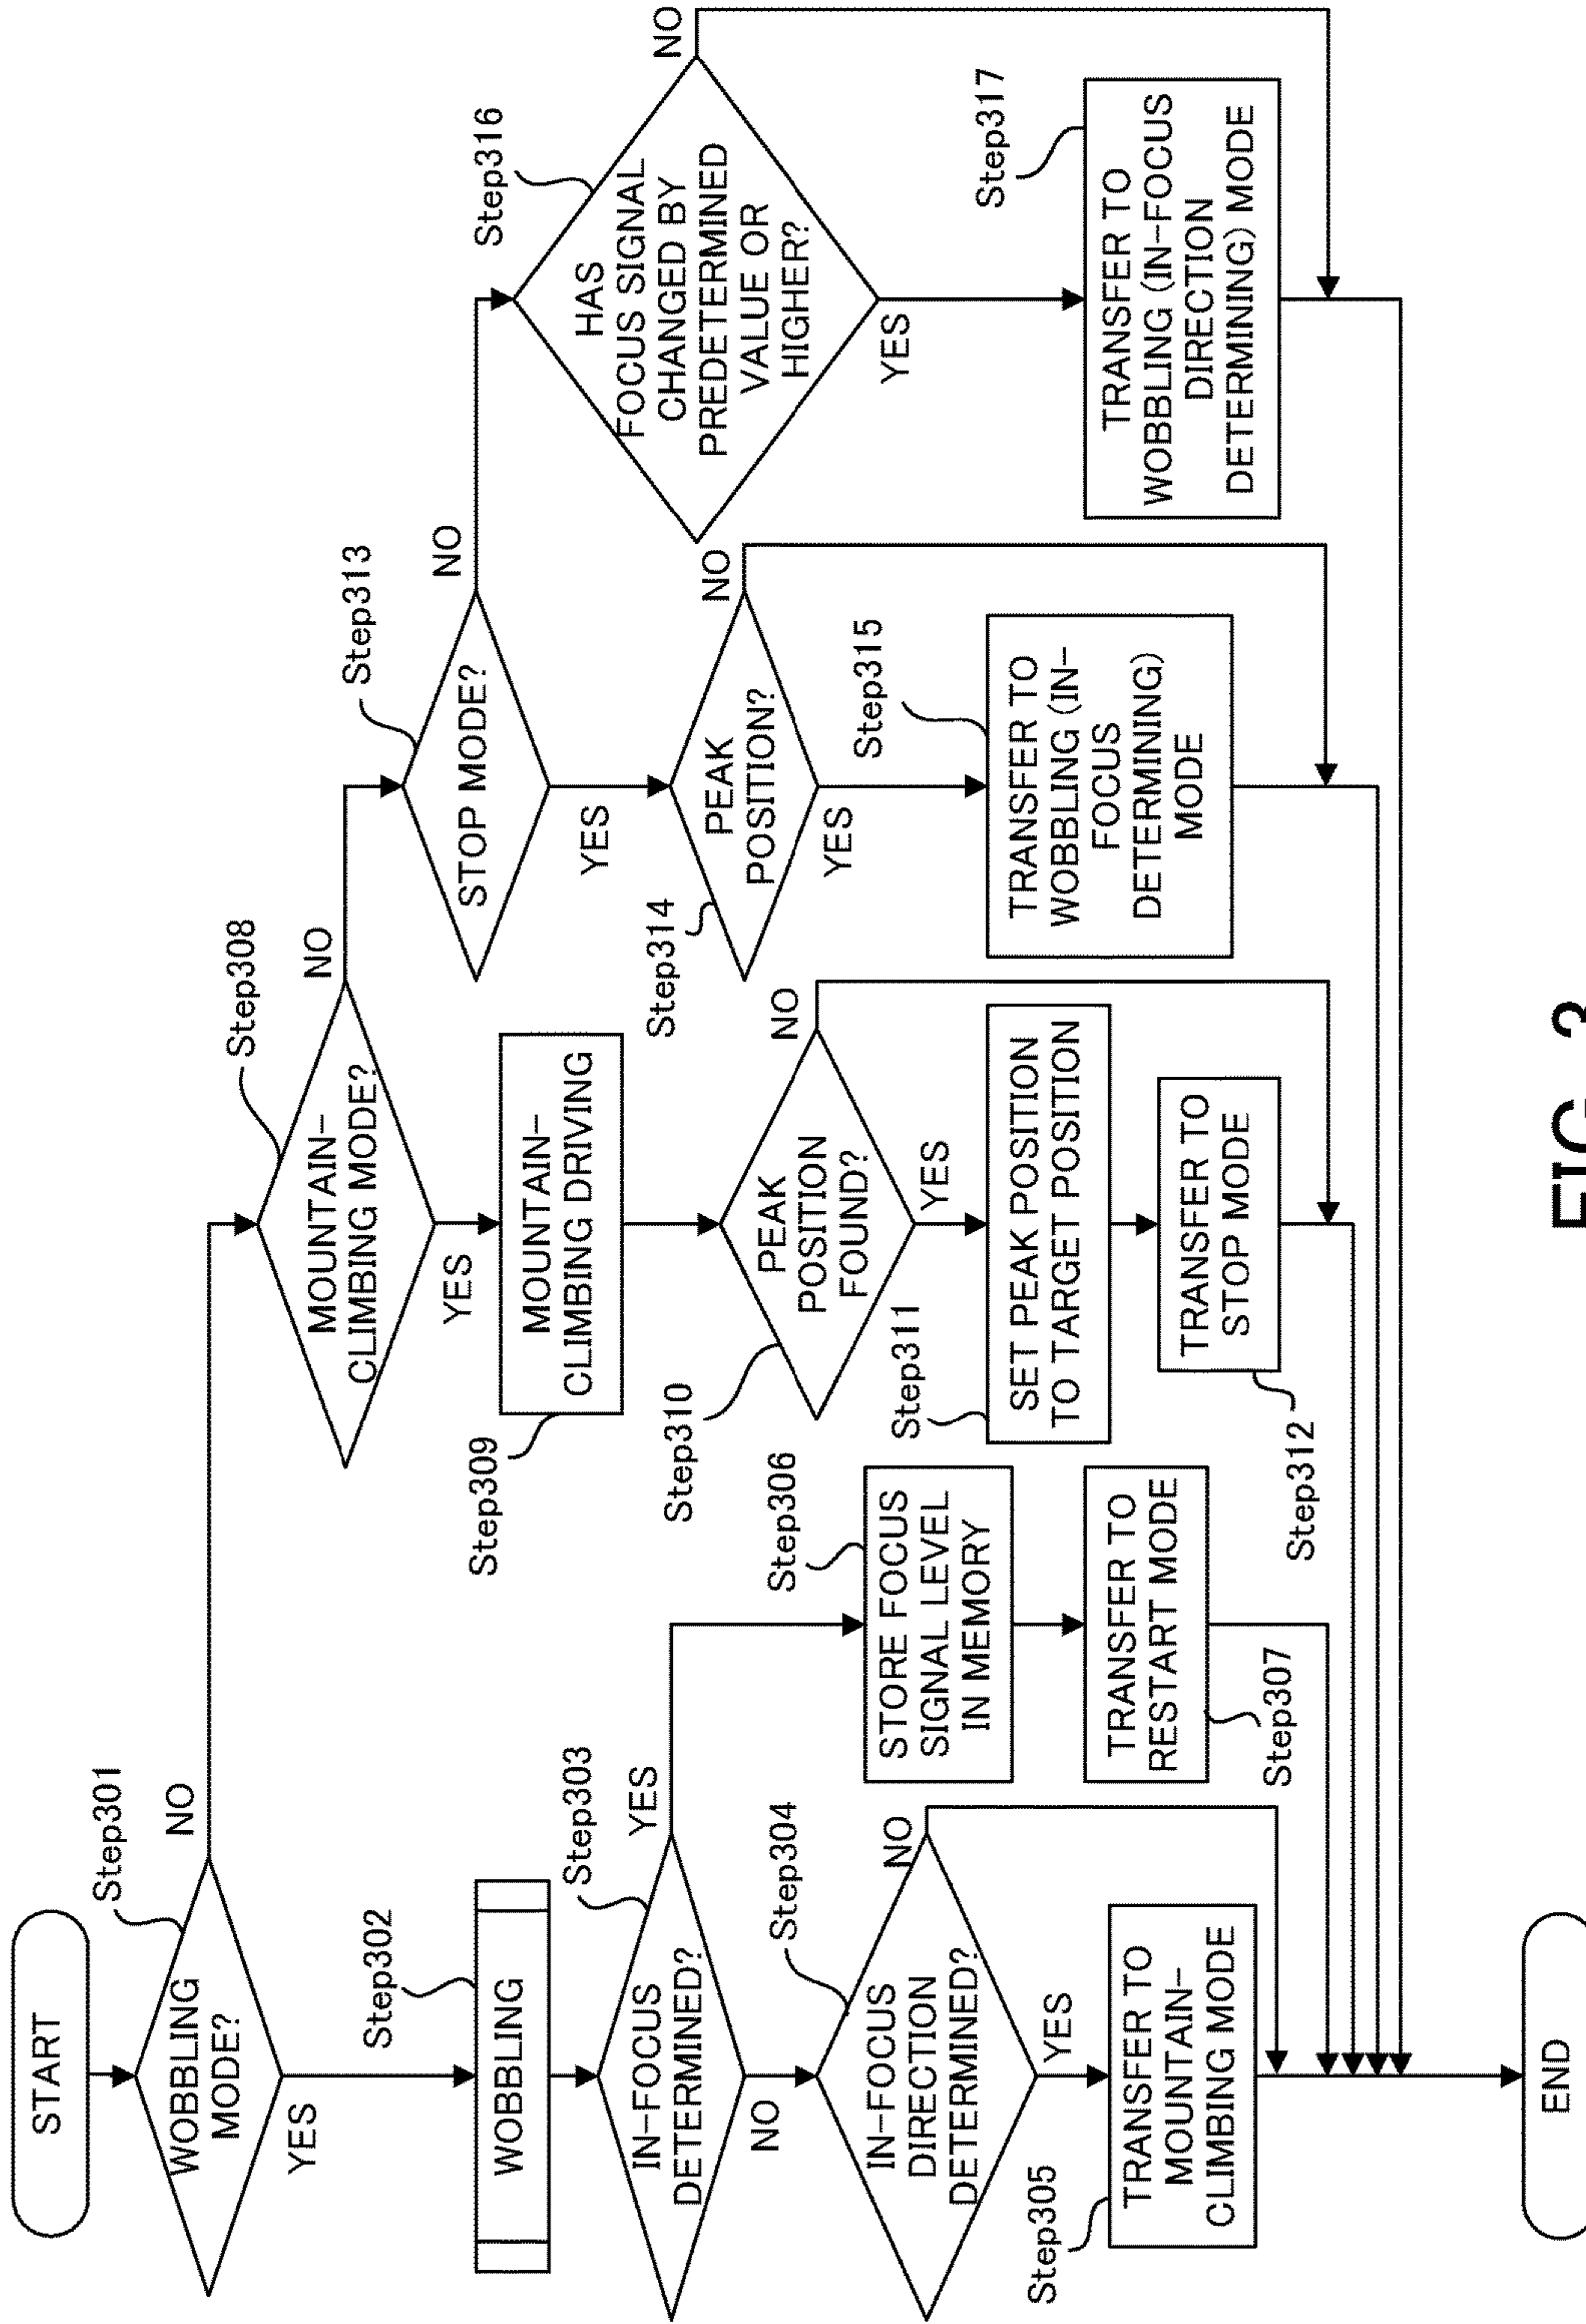 START
Step301
WOBBLING
MODE?
NO
YES
Step302
WOBBLING
Step303
IN-FOCUS
DETERMINED?
YES
NO
Step304
IN-FOCUS
DIRECTION
DETERMINED?
NO
YES
Step305
TRANSFER TO
MOUNTAIN-
CLIMBING MODE
Step306
STORE FOCUS
SIGNAL LEVEL
IN MEMORY
TRANSFER TO
RESTART MODE
Step307
Step308
MOUNTAIN-
CLIMBING MODE?
NO
YES
Step309
MOUNTAIN-
CLIMBING DRIVING
Step310
PEAK
POSITION
FOUND?
NO
YES
Step311
SET PEAK POSITION
TO TARGET POSITION
TRANSFER TO
STOP MODE
Step312
Step313
STOP MODE?
NO
YES
Step314
PEAK
POSITION?
NO
YES
Step315
TRANSFER TO
WOBBLING (IN-
FOCUS
DETERMINING)
MODE
Step316
HAS
FOCUS SIGNAL
CHANGED BY
PREDETERMINED
VALUE OR
HIGHER?
NO
YES
Step317
TRANSFER TO
WOBBLING (IN-FOCUS
DIRECTION
DETERMINING) MODE
END
FIG. 3